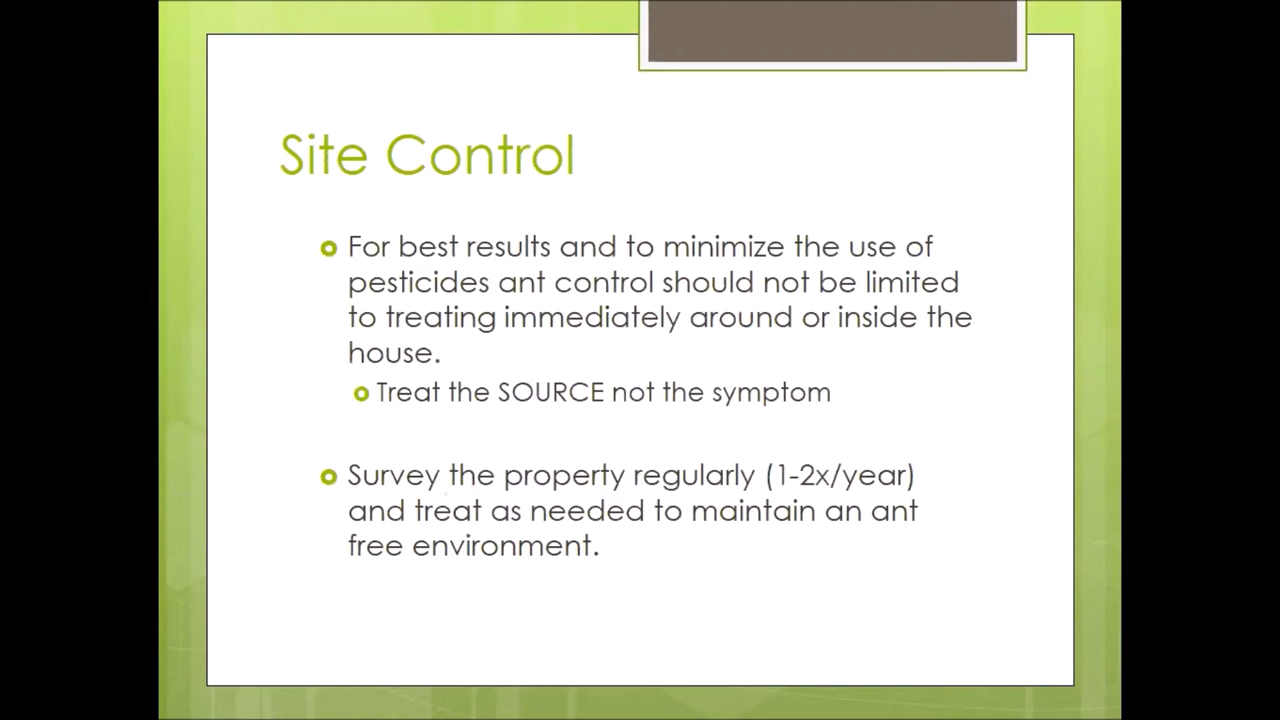 Site Control
For best results and to minimize the use of
pesticides ant control should not be limited
to treating immediately around or inside the
house.
Treat the SOURCE not the symptom
Survey the property regularly (1-2x/year)
and treat as needed to maintain an ant
free environment.